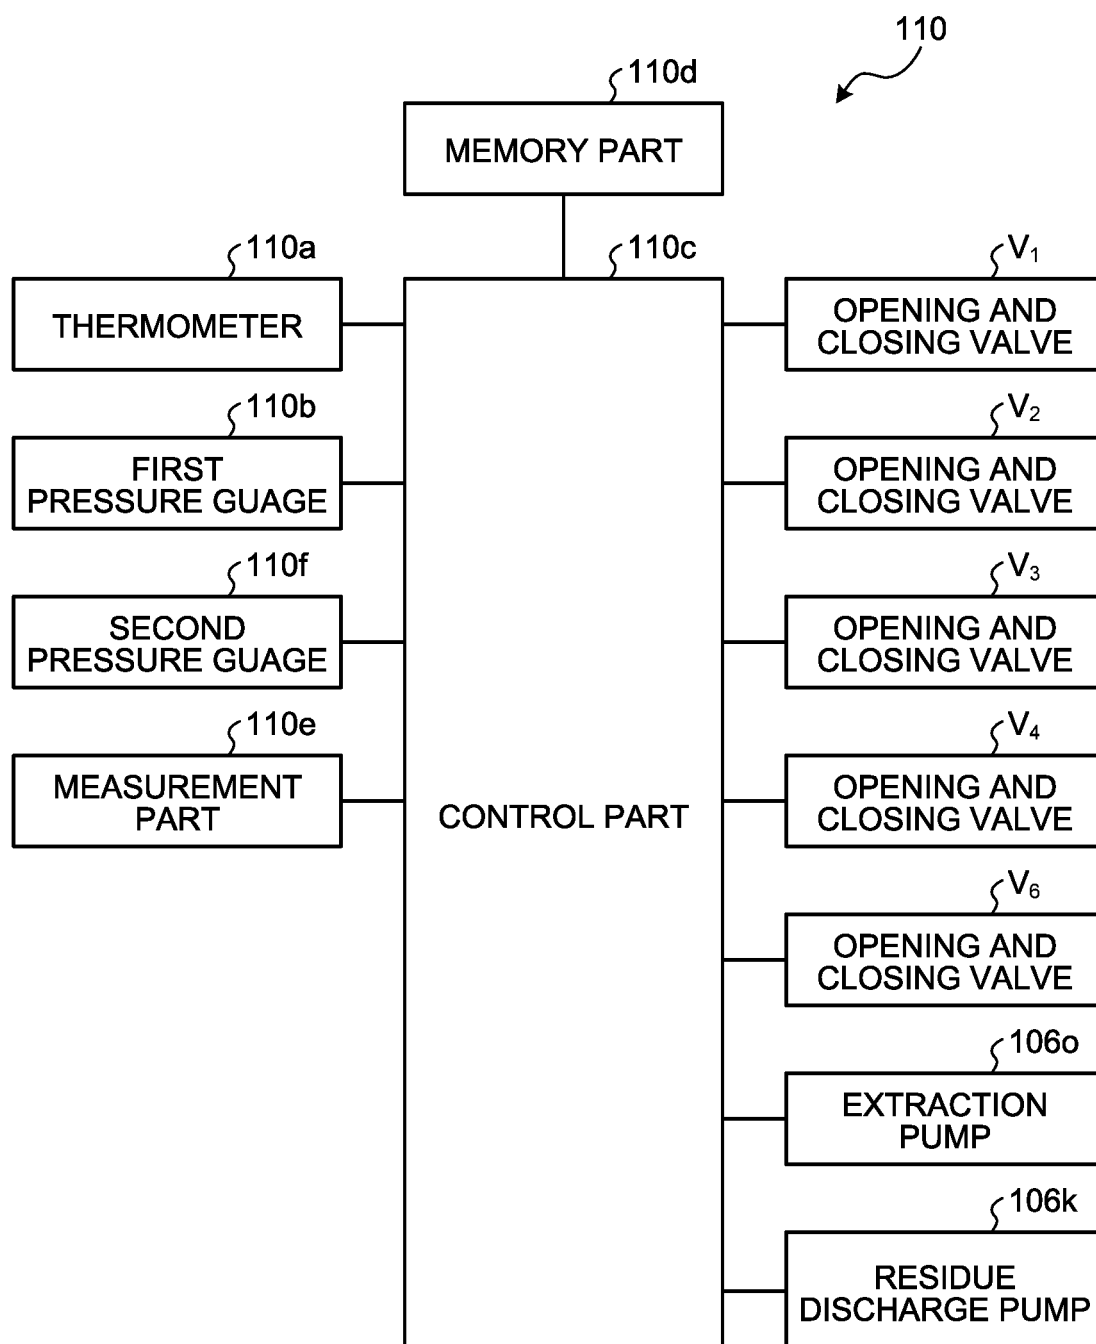 110
110d
MEMORY PART
110a
THERMOMETER
110b
FIRST
PRESSURE GUAGE
110f
SECOND
PRESSURE GUAGE
110e
MEASUREMENT
PART
110c
CONTROL PART
V1
OPENING AND
CLOSING VALVE
V2
OPENING AND
CLOSING VALVE
V3
OPENING AND
CLOSING VALVE
V4
OPENING AND
CLOSING VALVE
V6
OPENING AND
CLOSING VALVE
106o
EXTRACTION
PUMP
106k
RESIDUE
DISCHARGE PUMP